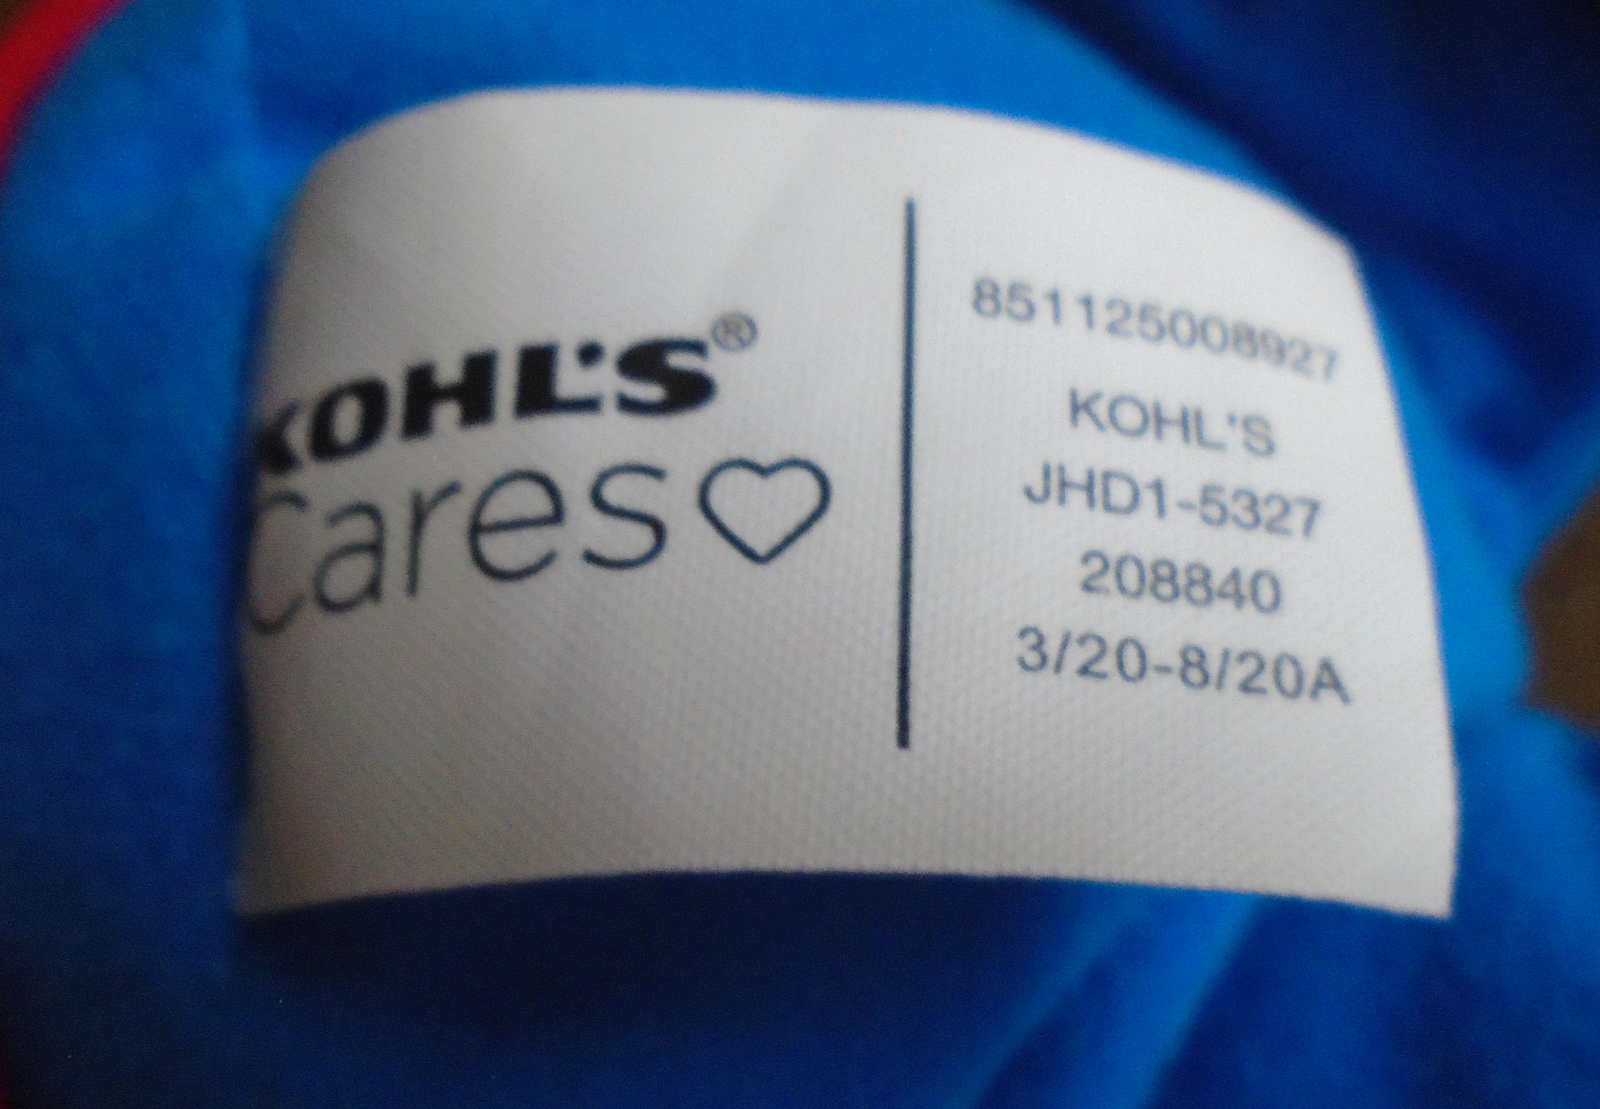 KOHL'S®
Cares♡
851125008927
KOHL'S
JHD1-5327
208840
3/20-8/20A